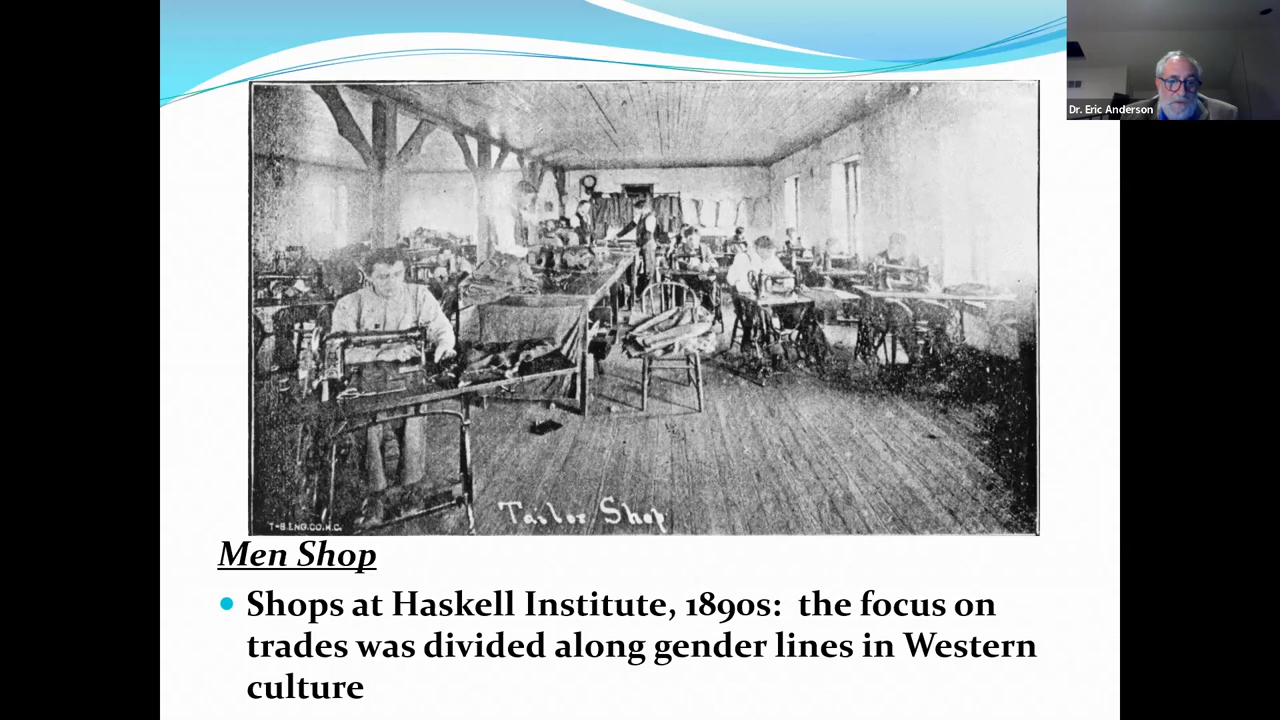 Dr. Eric Anderson
Tailor Shop
T-B.ENG.CO.K.C.
Men Shop
Shops at Haskell Institute, 1890s:  the focus on
trades was divided along gender lines in Western
culture